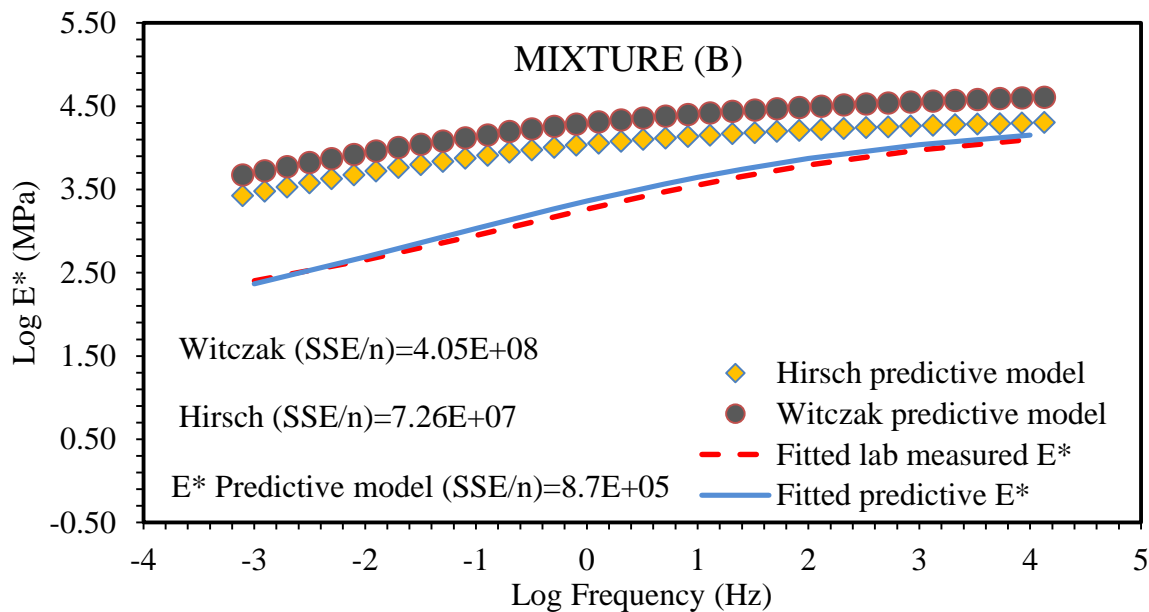 MIXTURE (B)
Log E* (MPa)
5.50
4.50
3.50
2.50
1.50
0.50
-0.50
Witczak (SSE/n)=4.05E+08
Hirsch (SSE/n)=7.26E+07
E* Predictive model (SSE/n)=8.7E+05
Hirsch predictive model
Witczak predictive model
Fitted lab measured E*
Fitted predictive E*
-4 -3 -2 -1 0 1 2 3 4 5
Log Frequency (Hz)